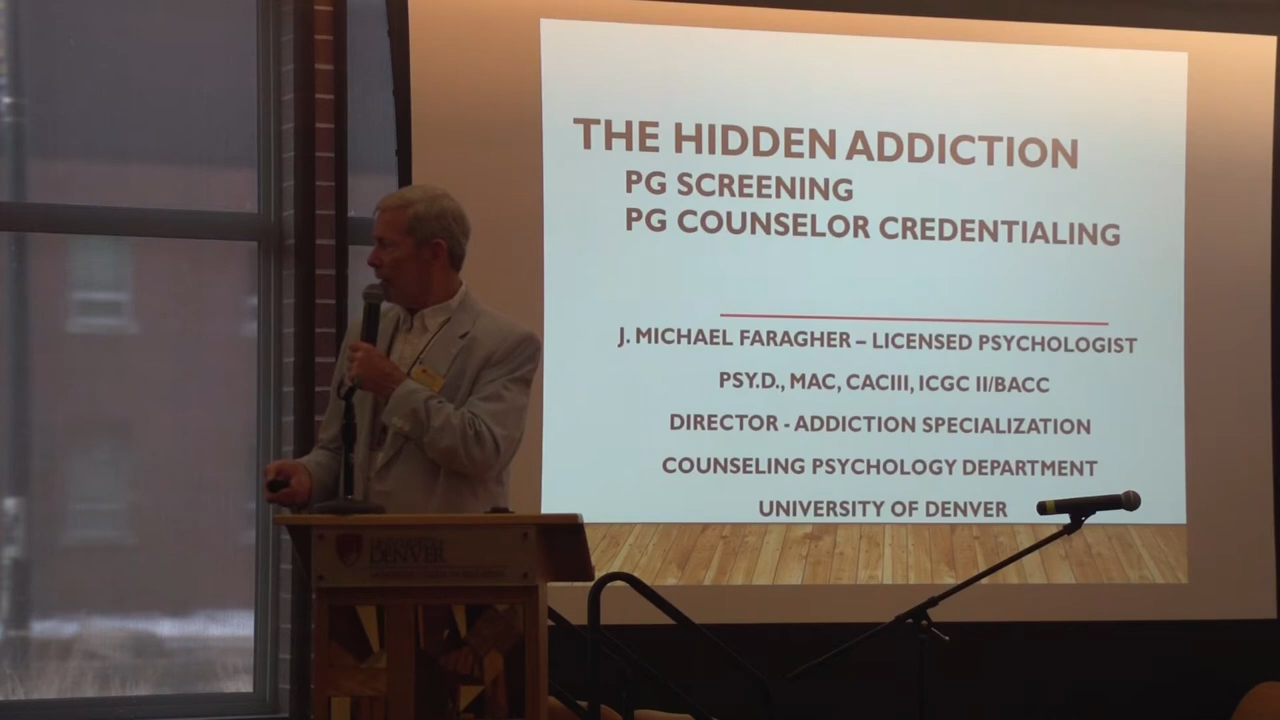 THE HIDDEN ADDICTION
PG SCREENING
PG COUNSELOR CREDENTIALING
J. MICHAEL FARAGHER – LICENSED PSYCHOLOGIST
PSY.D., MAC, CACIII, ICGC II/BACC
DIRECTOR - ADDICTION SPECIALIZATION
COUNSELING PSYCHOLOGY DEPARTMENT
UNIVERSITY OF DENVER
DENVER